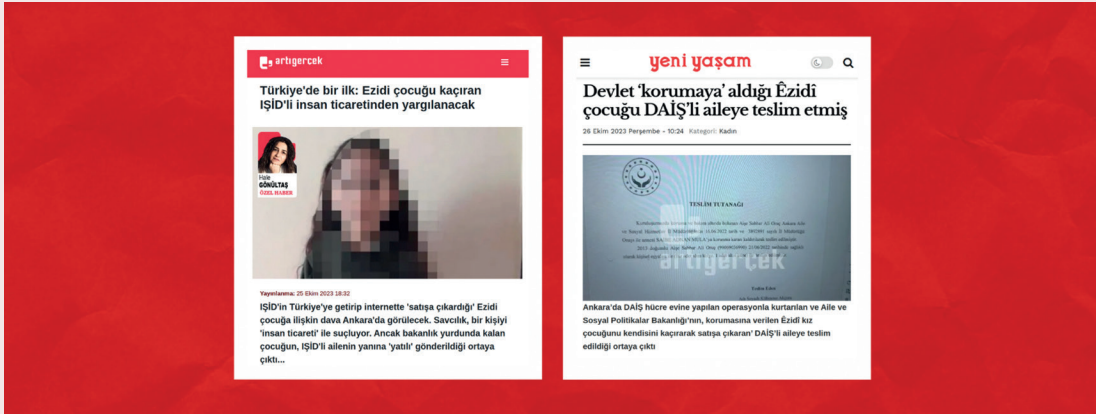 artıgerçek
Türkiye'de bir ilk: Ezidi çocuğu kaçıran
IŞİD'li insan ticaretinden yargılanacak
Hale
GÖNÜLTAŞ
ÖZEL HABER
Yayınlanma: 25 Ekim 2023 18:32
IŞİD'in Türkiye'ye getirip internette 'satışa çıkardığı' Ezidi
çocuğa ilişkin dava Ankara'da görülecek. Savcılık, bir kişiyi
'insan ticareti' ile suçluyor. Ancak bakanlık yurdunda kalan
çocuğun, IŞİD'li ailenin yanına 'yatılı' gönderildiği ortaya
çıktı...
yeni yaşam
Devlet 'korumaya' aldığı Êzidî
çocuğu DAİŞ'li aileye teslim etmiş
26 Ekim 2023 Perşembe - 10:24 Kategori: Kadın
TESLİM TUTANAĞI
artıgerçek
Ankara'da DAİŞ hücre evine yapılan operasyonla kurtarılan ve Aile ve
Sosyal Politikalar Bakanlığı'nın, korumasına verilen Êzidî kız
çocuğunu kendisini kaçırarak satışa çıkaran' DAİŞ'li aileye teslim
edildiği ortaya çıktı